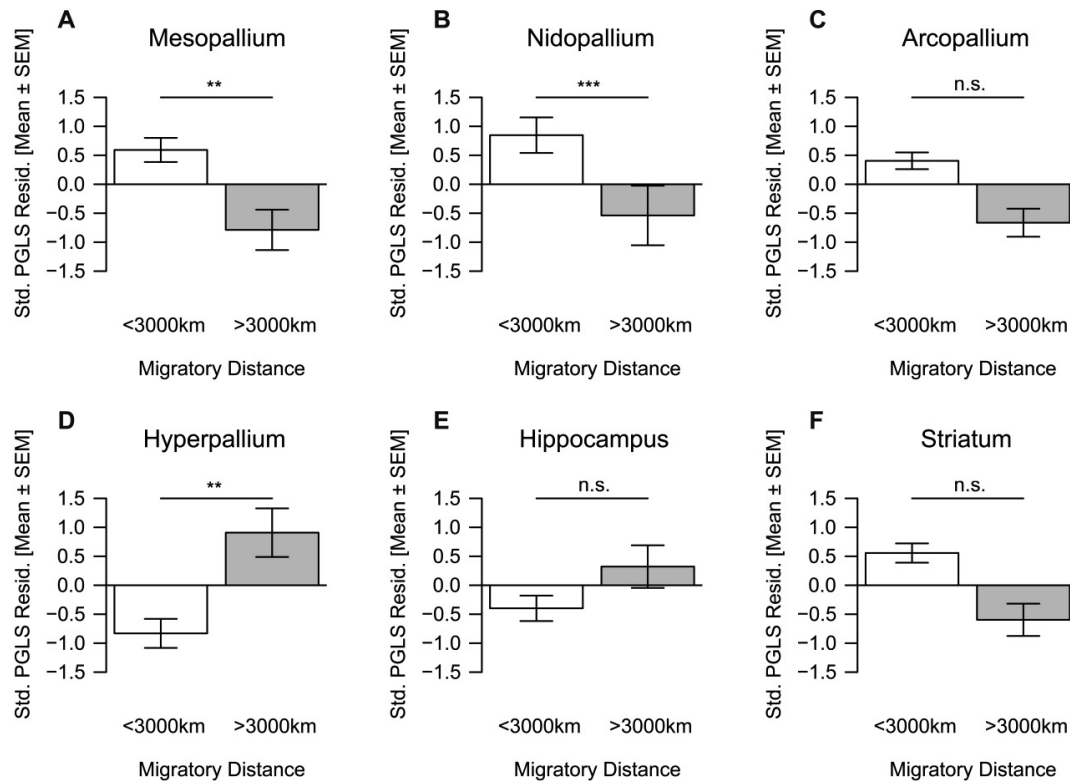 A
Mesopallium
Std. PGLS Resid. [Mean ± SEM]
**
1.5
1.0
0.5
0.0
−0.5
−1.0
−1.5
<3000km >3000km
Migratory Distance
B
Nidopallium
Std. PGLS Resid. [Mean ± SEM]
***
1.5
1.0
0.5
0.0
−0.5
−1.0
−1.5
<3000km >3000km
Migratory Distance
C
Arcopallium
Std. PGLS Resid. [Mean ± SEM]
n.s.
1.5
1.0
0.5
0.0
−0.5
−1.0
−1.5
<3000km >3000km
Migratory Distance
D
Hyperpallium
Std. PGLS Resid. [Mean ± SEM]
**
1.5
1.0
0.5
0.0
−0.5
−1.0
−1.5
<3000km >3000km
Migratory Distance
E
Hippocampus
Std. PGLS Resid. [Mean ± SEM]
n.s.
1.5
1.0
0.5
0.0
−0.5
−1.0
−1.5
<3000km >3000km
Migratory Distance
F
Striatum
Std. PGLS Resid. [Mean ± SEM]
n.s.
1.5
1.0
0.5
0.0
−0.5
−1.0
−1.5
<3000km >3000km
Migratory Distance